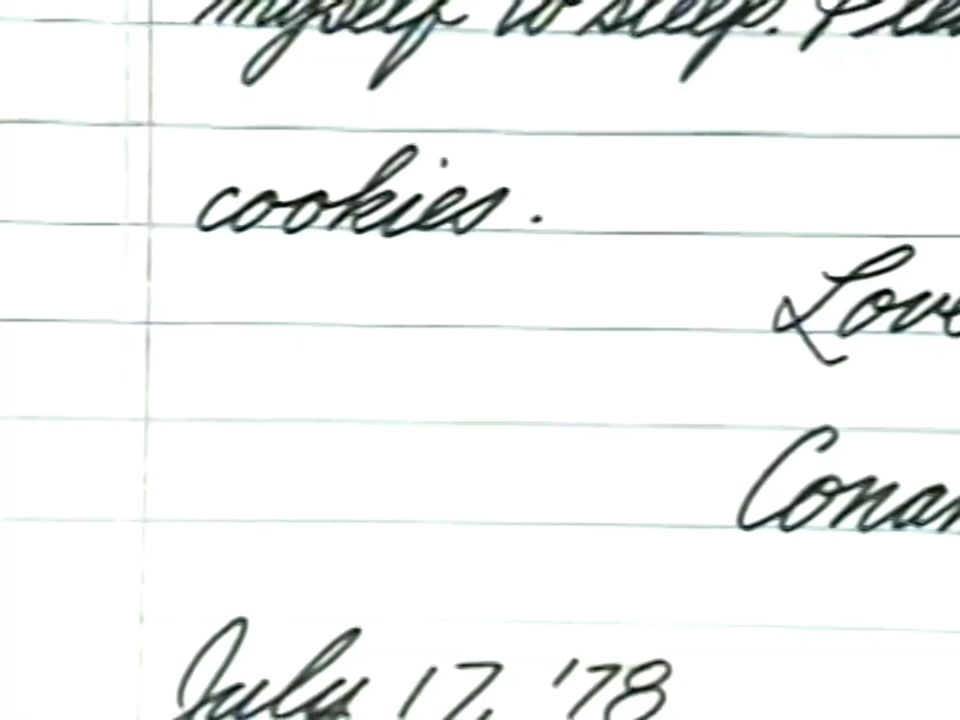 myself to sleep.
cookies.
Love
Conan
July 17, '78